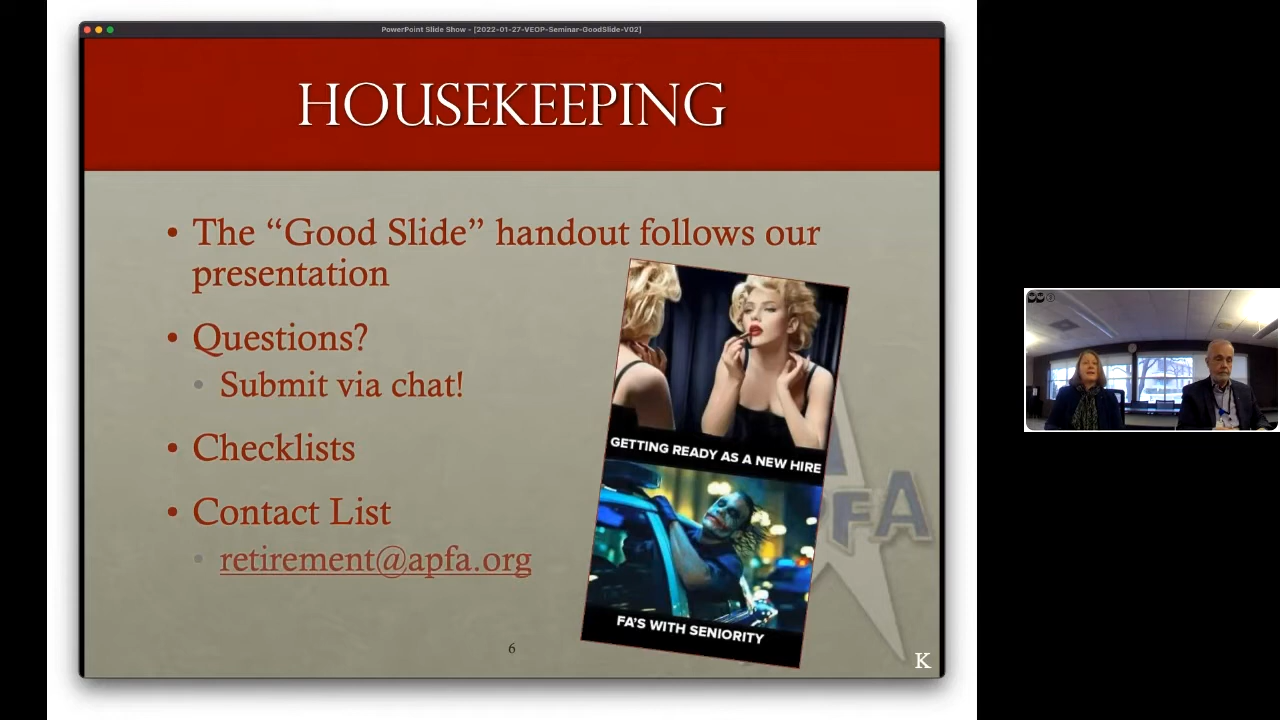 PowerPoint Slide Show - [2022-01-27-VEOP-Seminar-GoodSlide-V02]
HOUSEKEEPING
• The “Good Slide” handout follows our
presentation
• Questions?
• Submit via chat!
• Checklists
• Contact List
• retirement@apfa.org
GETTING READY AS A NEW HIRE
FA'S WITH SENIORITY
FA
6
K